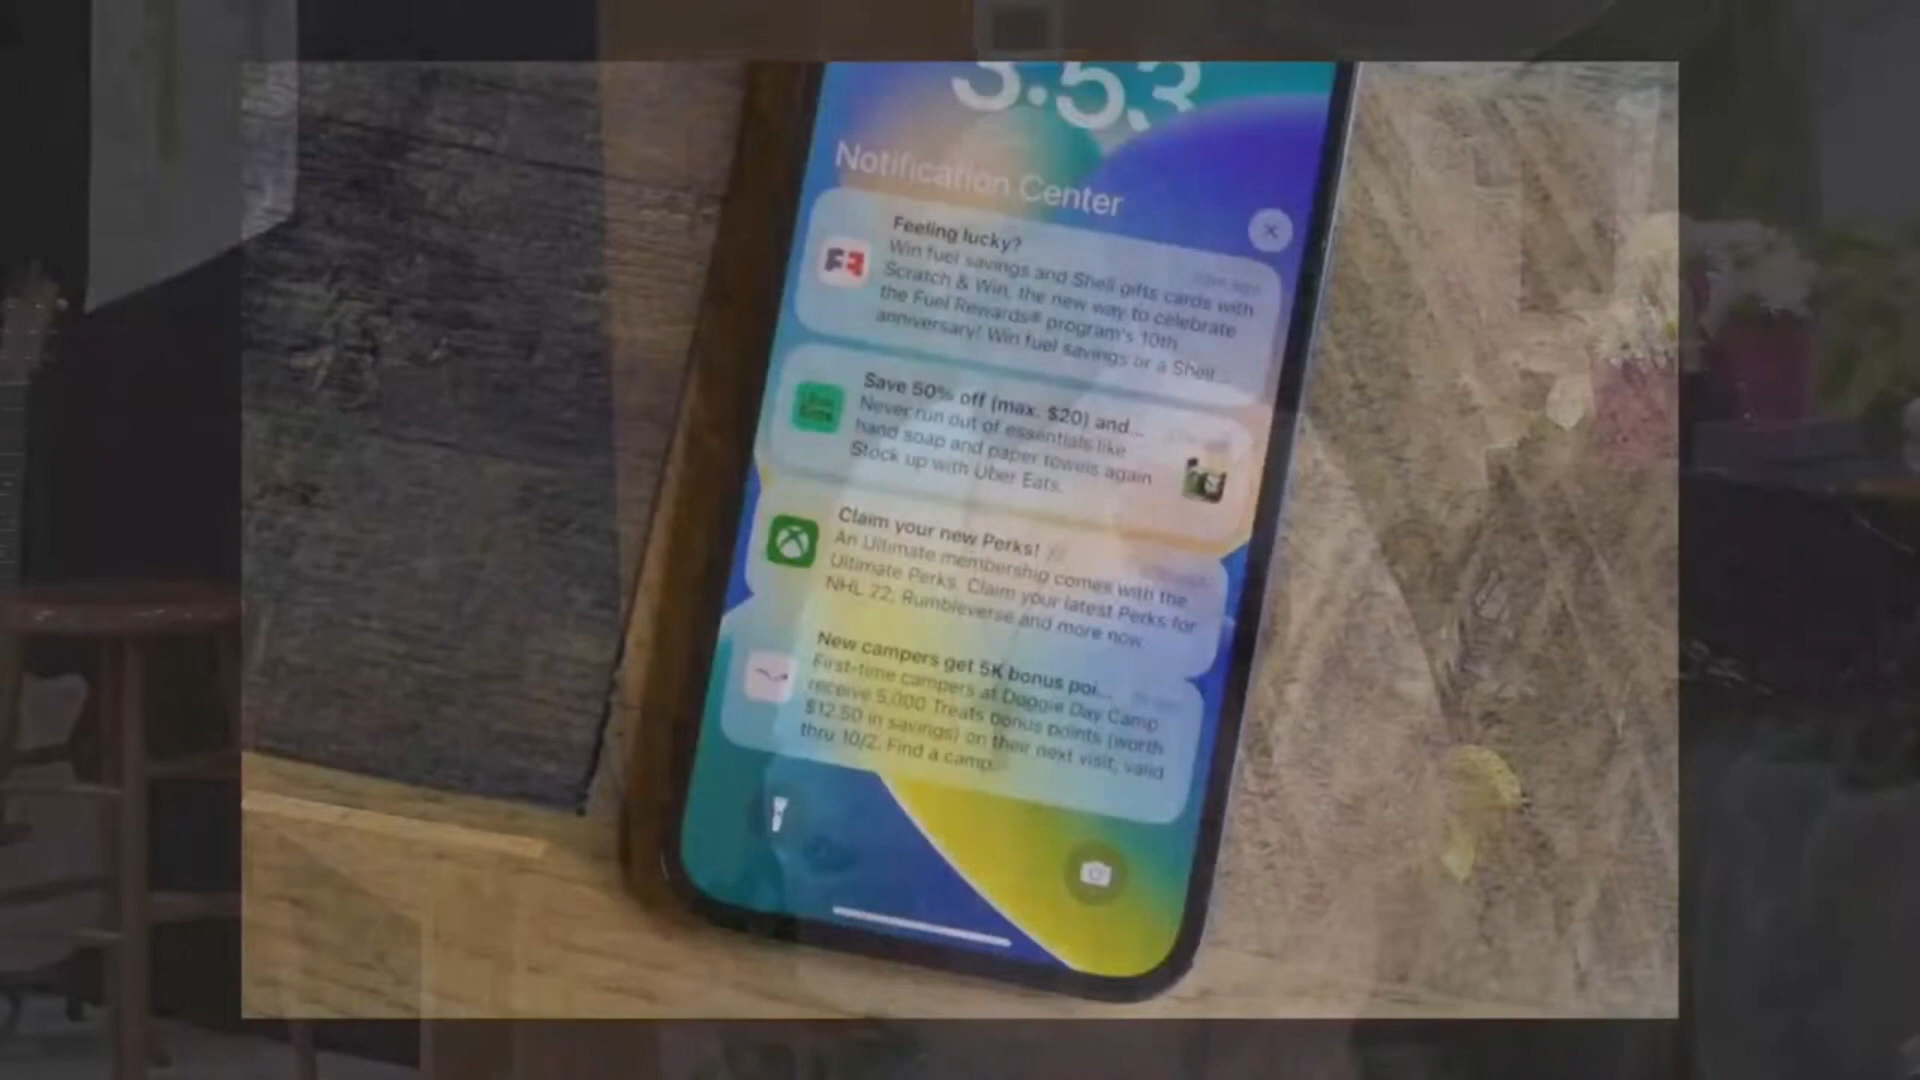 3:53
Notification Center
Feeling lucky?
Win fuel savings and Shell gifts cards with
Scratch & Win, the new way to celebrate
the Fuel Rewards® program's 10th
anniversary! Win fuel savings or a Shell...
Save 50% off (max. $20) and...
Never run out of essentials like
hand soap and paper towels again
Stock up with Uber Eats.
Claim your new Perks!
An Ultimate membership comes with the
Ultimate Perks. Claim your latest Perks for
NHL 22, Rumbleverse and more now
New campers get 5K bonus poi...
First-time campers at Doggie Day Camp
receive 5,000 Treats bonus points (worth
$12.50 in savings) on their next visit, valid
thru 10/2. Find a camp.